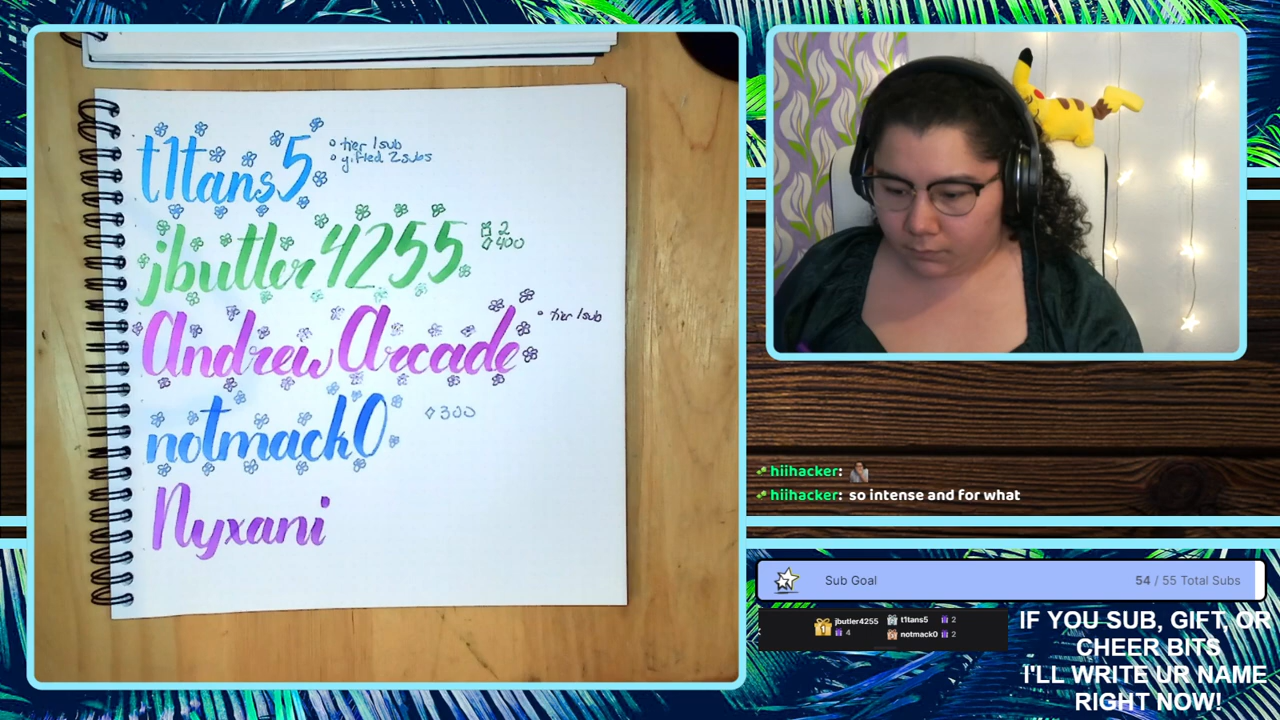 t1tans5
• tier 1 sub
• gifted 2 subs
jbutler4255
2
400
AndrewArcade
• tier 1 sub
notmack0
300
Nyxani
hiihacker:
hiihacker: so intense and for what
Sub Goal
54 / 55 Total Subs
jbutler4255
4
t1tans5 2
notmack0 2
IF YOU SUB, GIFT, OR
CHEER BITS
I'LL WRITE UR NAME
RIGHT NOW!